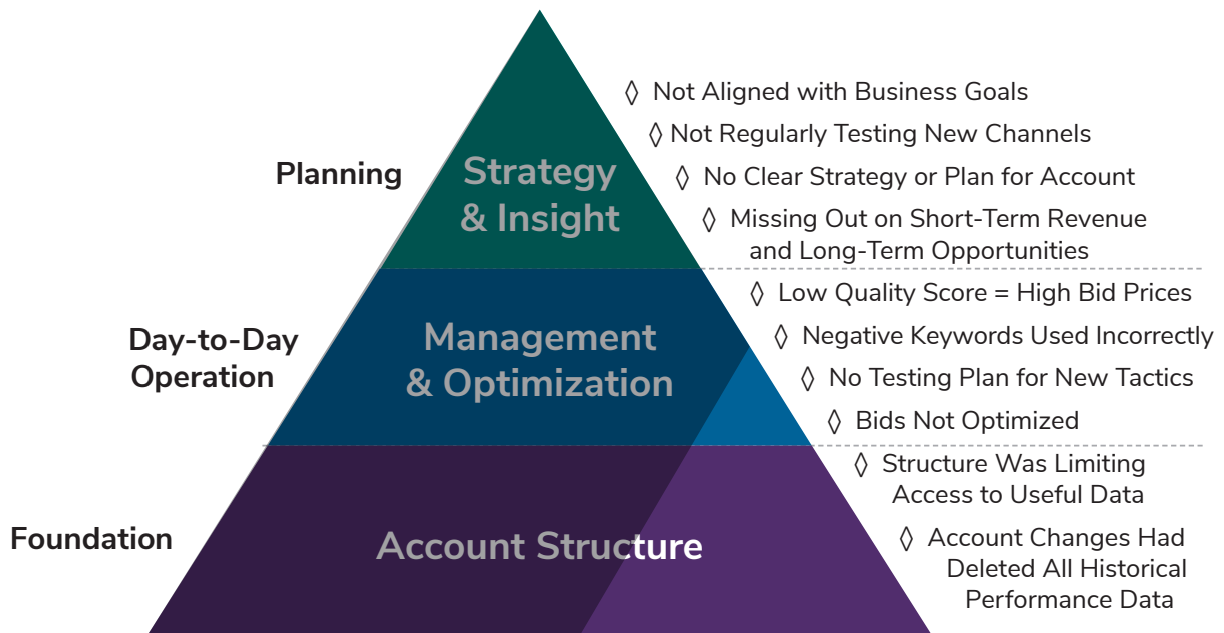 Planning
Strategy
& Insight
◊ Not Aligned with Business Goals
◊ Not Regularly Testing New Channels
◊ No Clear Strategy or Plan for Account
◊ Missing Out on Short-Term Revenue
and Long-Term Opportunities
Day-to-Day
Operation
Management
& Optimization
◊ Low Quality Score = High Bid Prices
◊ Negative Keywords Used Incorrectly
◊ No Testing Plan for New Tactics
◊ Bids Not Optimized
Foundation
Account Structure
◊ Structure Was Limiting
Access to Useful Data
◊ Account Changes Had
Deleted All Historical
Performance Data